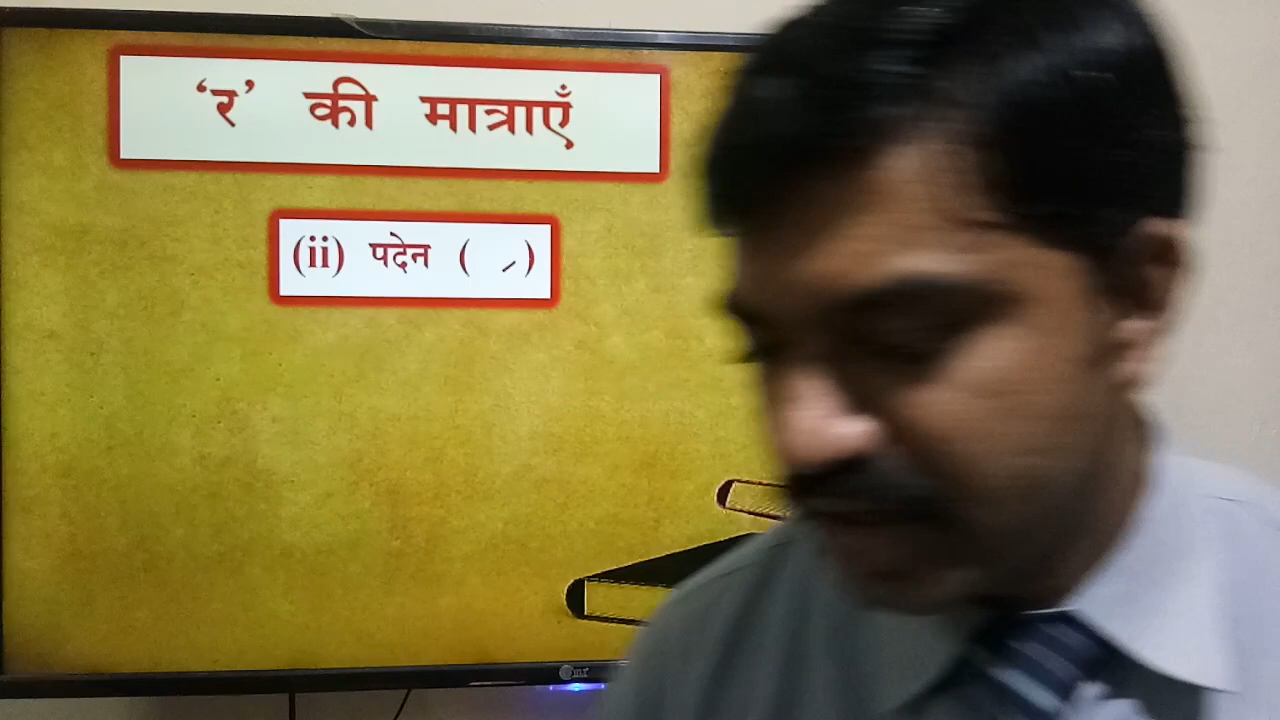 ‘र’ की मात्राएँ
(ii) पदेन ( ्र)